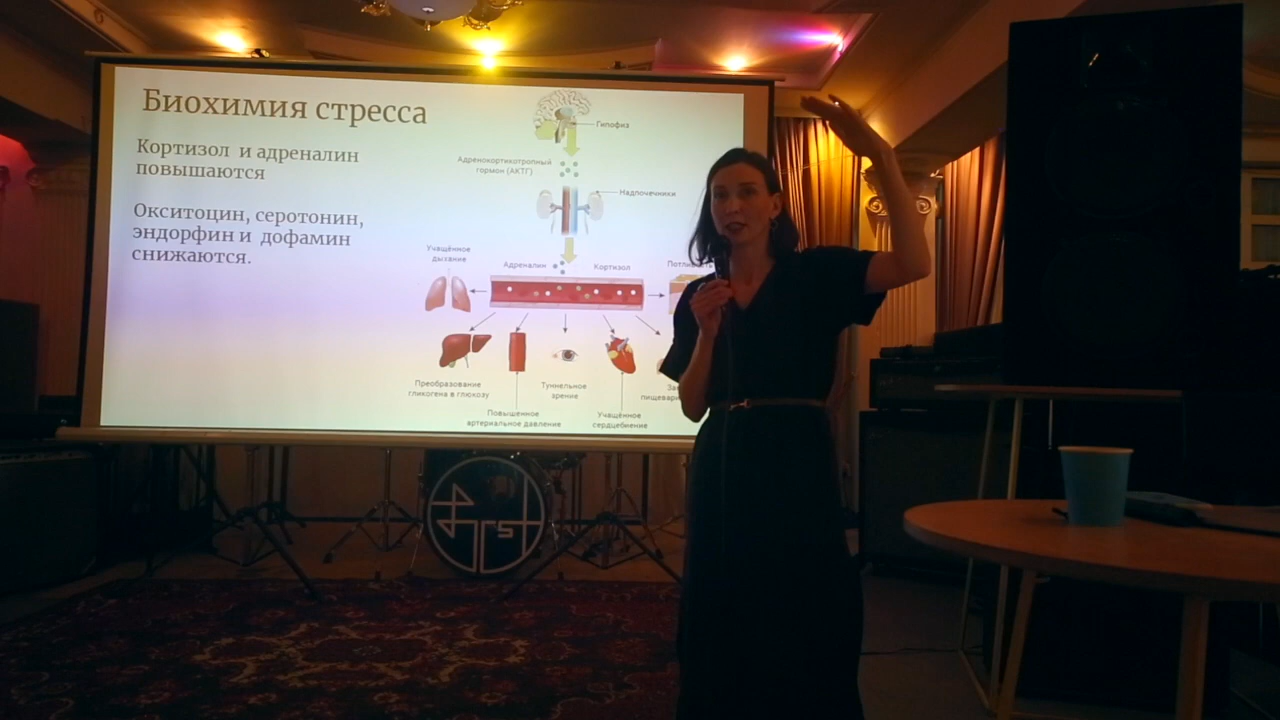 Биохимия стресса
Кортизол и адреналин
повышаются
Окситоцин, серотонин,
эндорфин и дофамин
снижаются.
Гипофиз
Адренокортикотропный
гормон (АКТГ)
Надпочечники
Учащённое
дыхание
Адреналин
Кортизол
Преобразование
гликогена в глюкозу
Повышенное
артериальное давление
Туннельное
зрение
Учащённое
сердцебиение